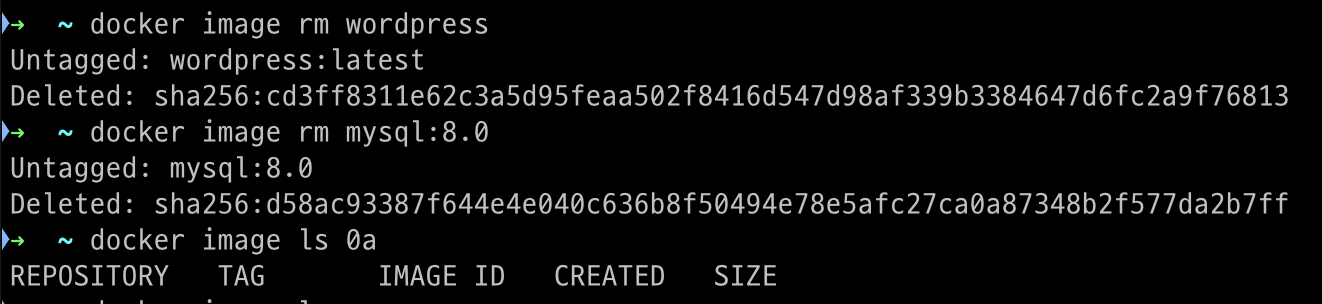 ➜ ~ docker image rm wordpress
Untagged: wordpress:latest
Deleted: sha256:cd3ff8311e62c3a5d95feaa502f8416d547d98af339b3384647d6fc2a9f76813
➜ ~ docker image rm mysql:8.0
Untagged: mysql:8.0
Deleted: sha256:d58ac93387f644e4e040c636b8f50494e78e5afc27ca0a87348b2f577da2b7ff
➜ ~ docker image ls 0a
REPOSITORY TAG IMAGE ID CREATED SIZE